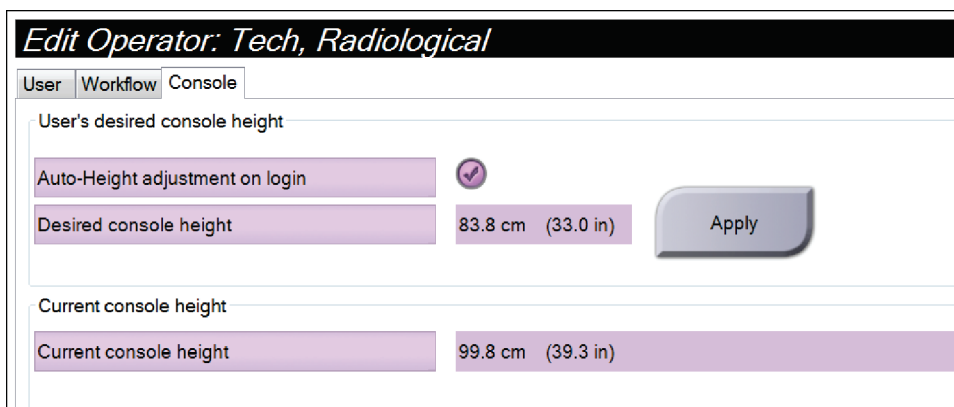 Edit Operator: Tech, Radiological
User Workflow Console
User's desired console height
Auto-Height adjustment on login
Desired console height 83.8 cm (33.0 in) Apply
Current console height
Current console height 99.8 cm (39.3 in)